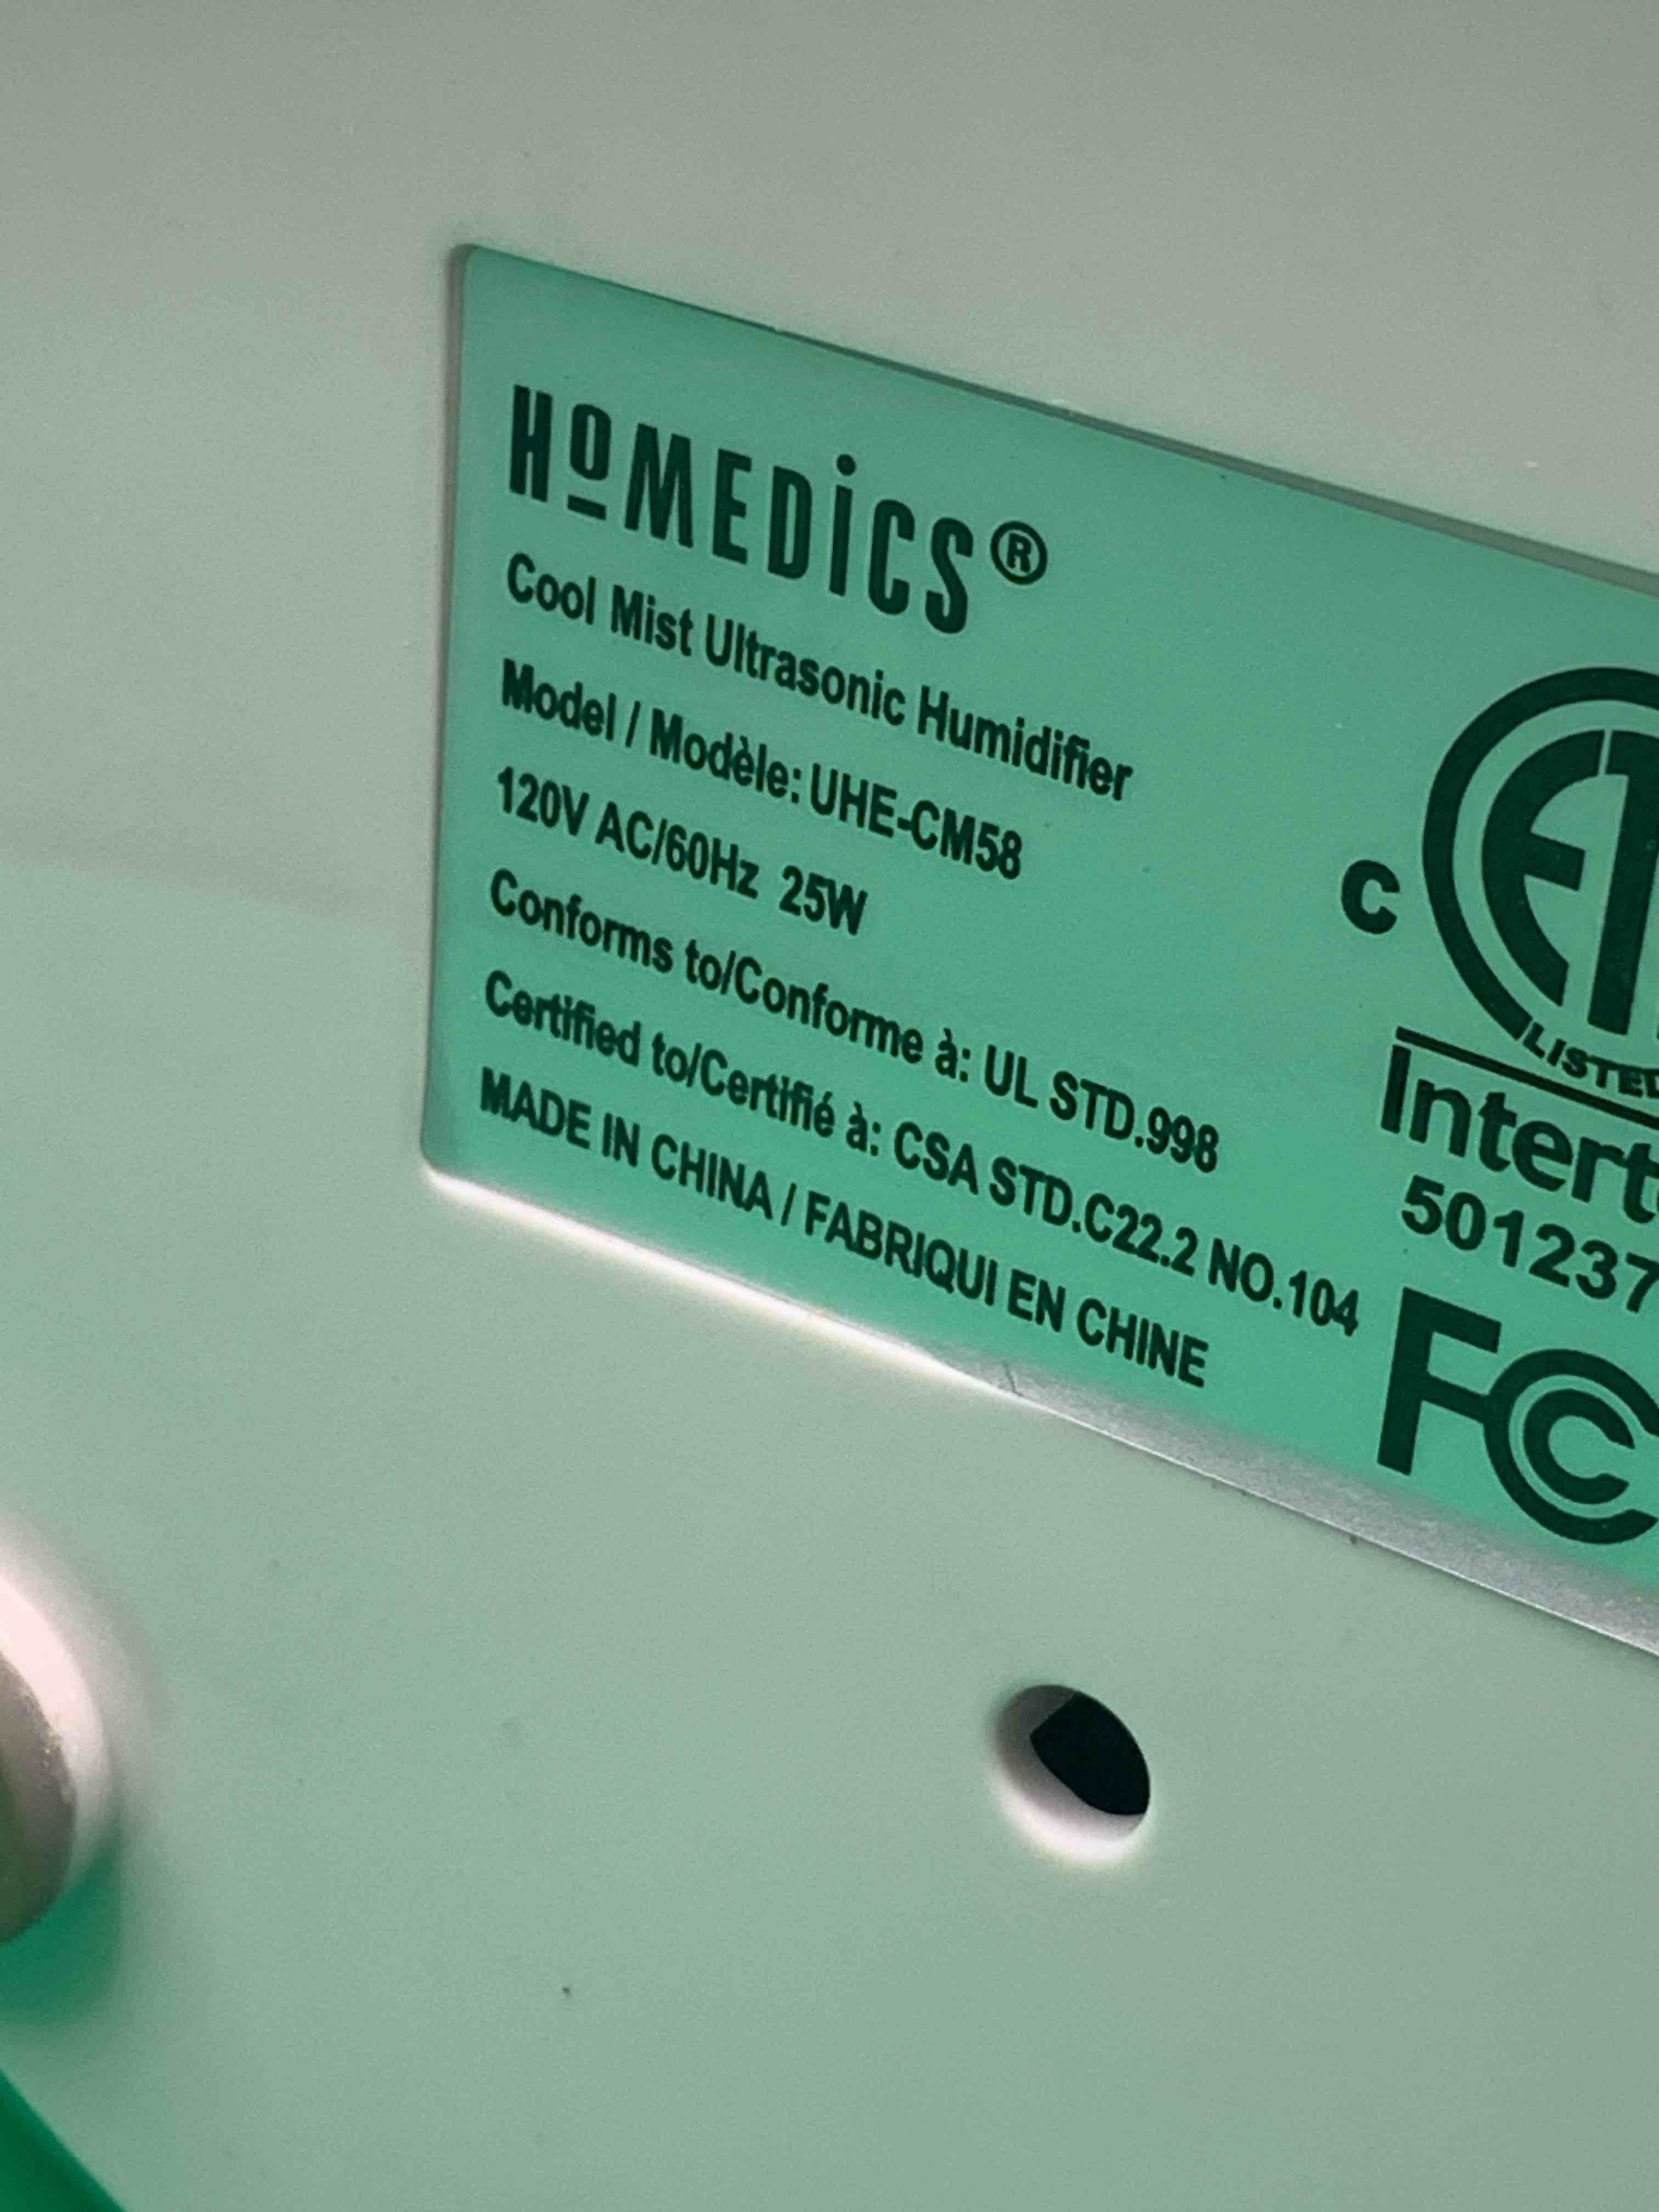 HoMEDiCS®
Cool Mist Ultrasonic Humidifier
Model / Modèle: UHE-CM58
120V AC/60Hz 25W
Conforms to/Conforme à: UL STD.998
Certified to/Certifié à: CSA STD.C22.2 NO.104
MADE IN CHINA / FABRIQUI EN CHINE
C
LISTED
FC